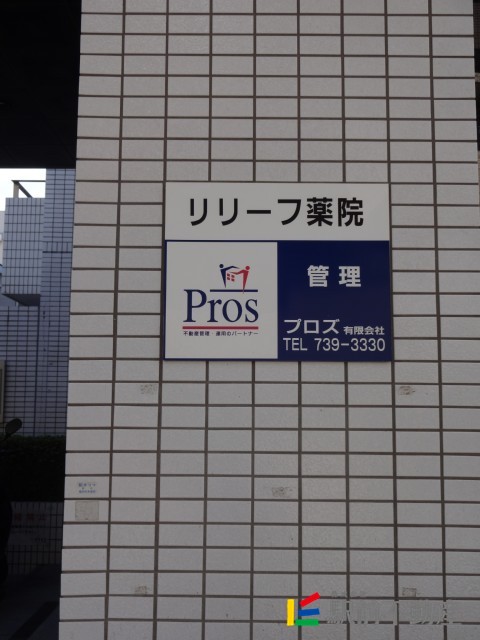 リリーフ薬院
Pros
不動産管理・運用のパートナー
管理
プロズ 有限会社
TEL 739-3330